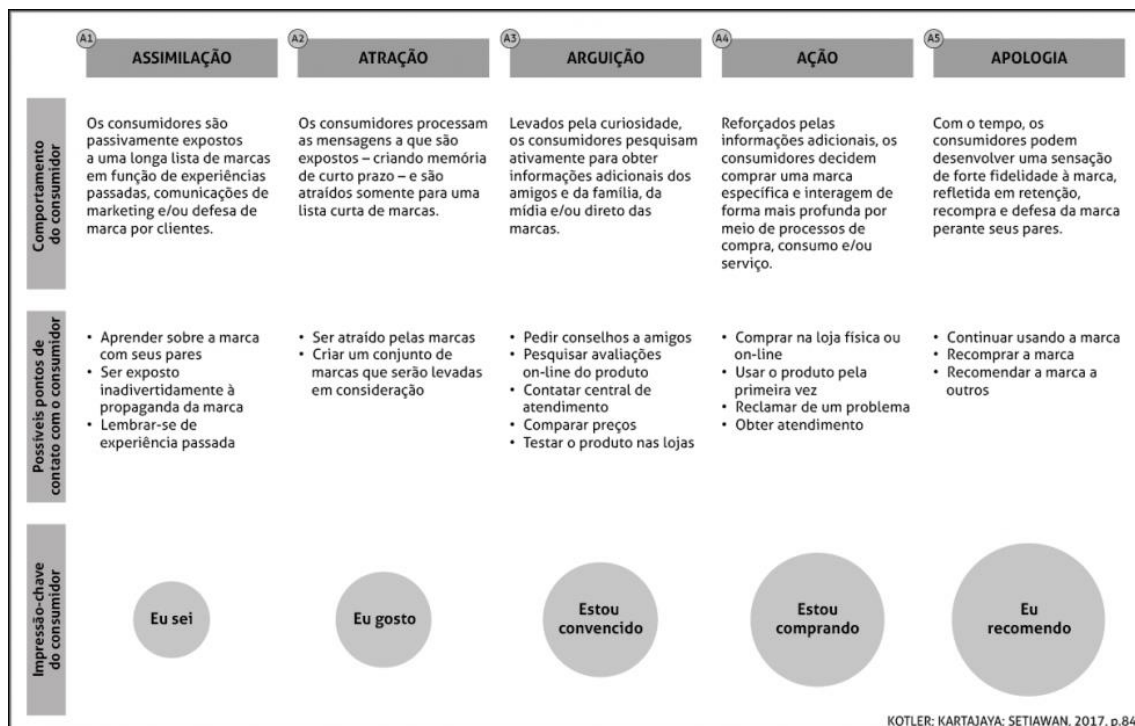 A1
ASSIMILAÇÃO
A2
ATRAÇÃO
A3
ARGUIÇÃO
A4
AÇÃO
A5
APOLOGIA
Comportamento
do consumidor
Os consumidores são
passivamente expostos
a uma longa lista de marcas
em função de experiências
passadas, comunicações de
marketing e/ou defesa de
marca por clientes.
Os consumidores processam
as mensagens a que são
expostos – criando memória
de curto prazo – e são
atraídos somente para uma
lista curta de marcas.
Levados pela curiosidade,
os consumidores pesquisam
ativamente para obter
informações adicionais dos
amigos e da família, da
mídia e/ou direto das
marcas.
Reforçados pelas
informações adicionais, os
consumidores decidem
comprar uma marca
específica e interagem de
forma mais profunda por
meio de processos de
compra, consumo e/ou
serviço.
Com o tempo, os
consumidores podem
desenvolver uma sensação
de forte fidelidade à marca,
refletida em retenção,
recompra e defesa da marca
perante seus pares.
Possíveis pontos de
contato com o consumidor
• Aprender sobre a marca
com seus pares
• Ser exposto
inadvertidamente à
propaganda da marca
• Lembrar-se de
experiência passada
• Ser atraído pelas marcas
• Criar um conjunto de
marcas que serão levadas
em consideração
• Pedir conselhos a amigos
• Pesquisar avaliações
on-line do produto
• Contatar central de
atendimento
• Comparar preços
• Testar o produto nas lojas
• Comprar na loja física ou
on-line
• Usar o produto pela
primeira vez
• Reclamar de um problema
• Obter atendimento
• Continuar usando a marca
• Recomprar a marca
• Recomendar a marca a
outros
Impressão-chave
do consumidor
Eu sei
Eu gosto
Estou
convencido
Estou
comprando
Eu
recomendo
KOTLER; KARTAJAYA; SETIAWAN, 2017, p.84